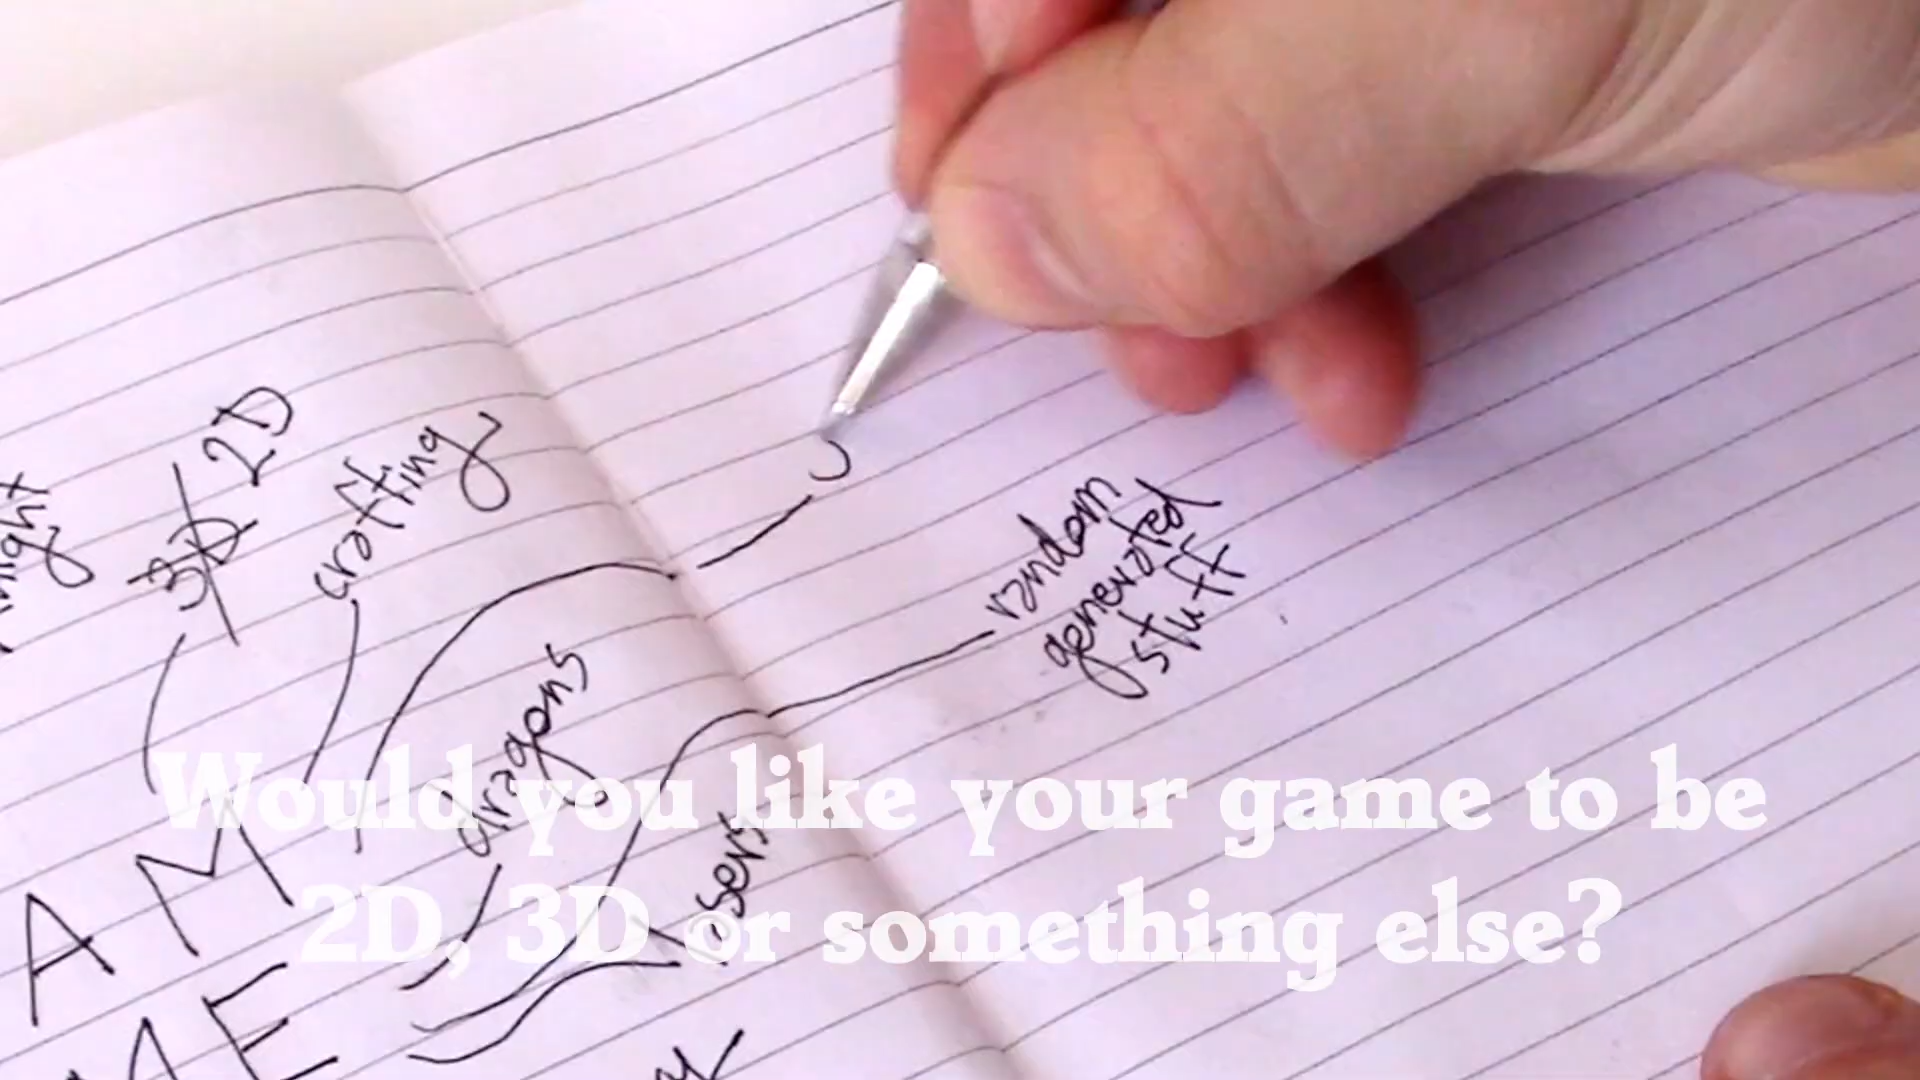 2D
3D
crafting
random
generated
stuff
dragons
Would you like your game to be
2D, 3D or something else?